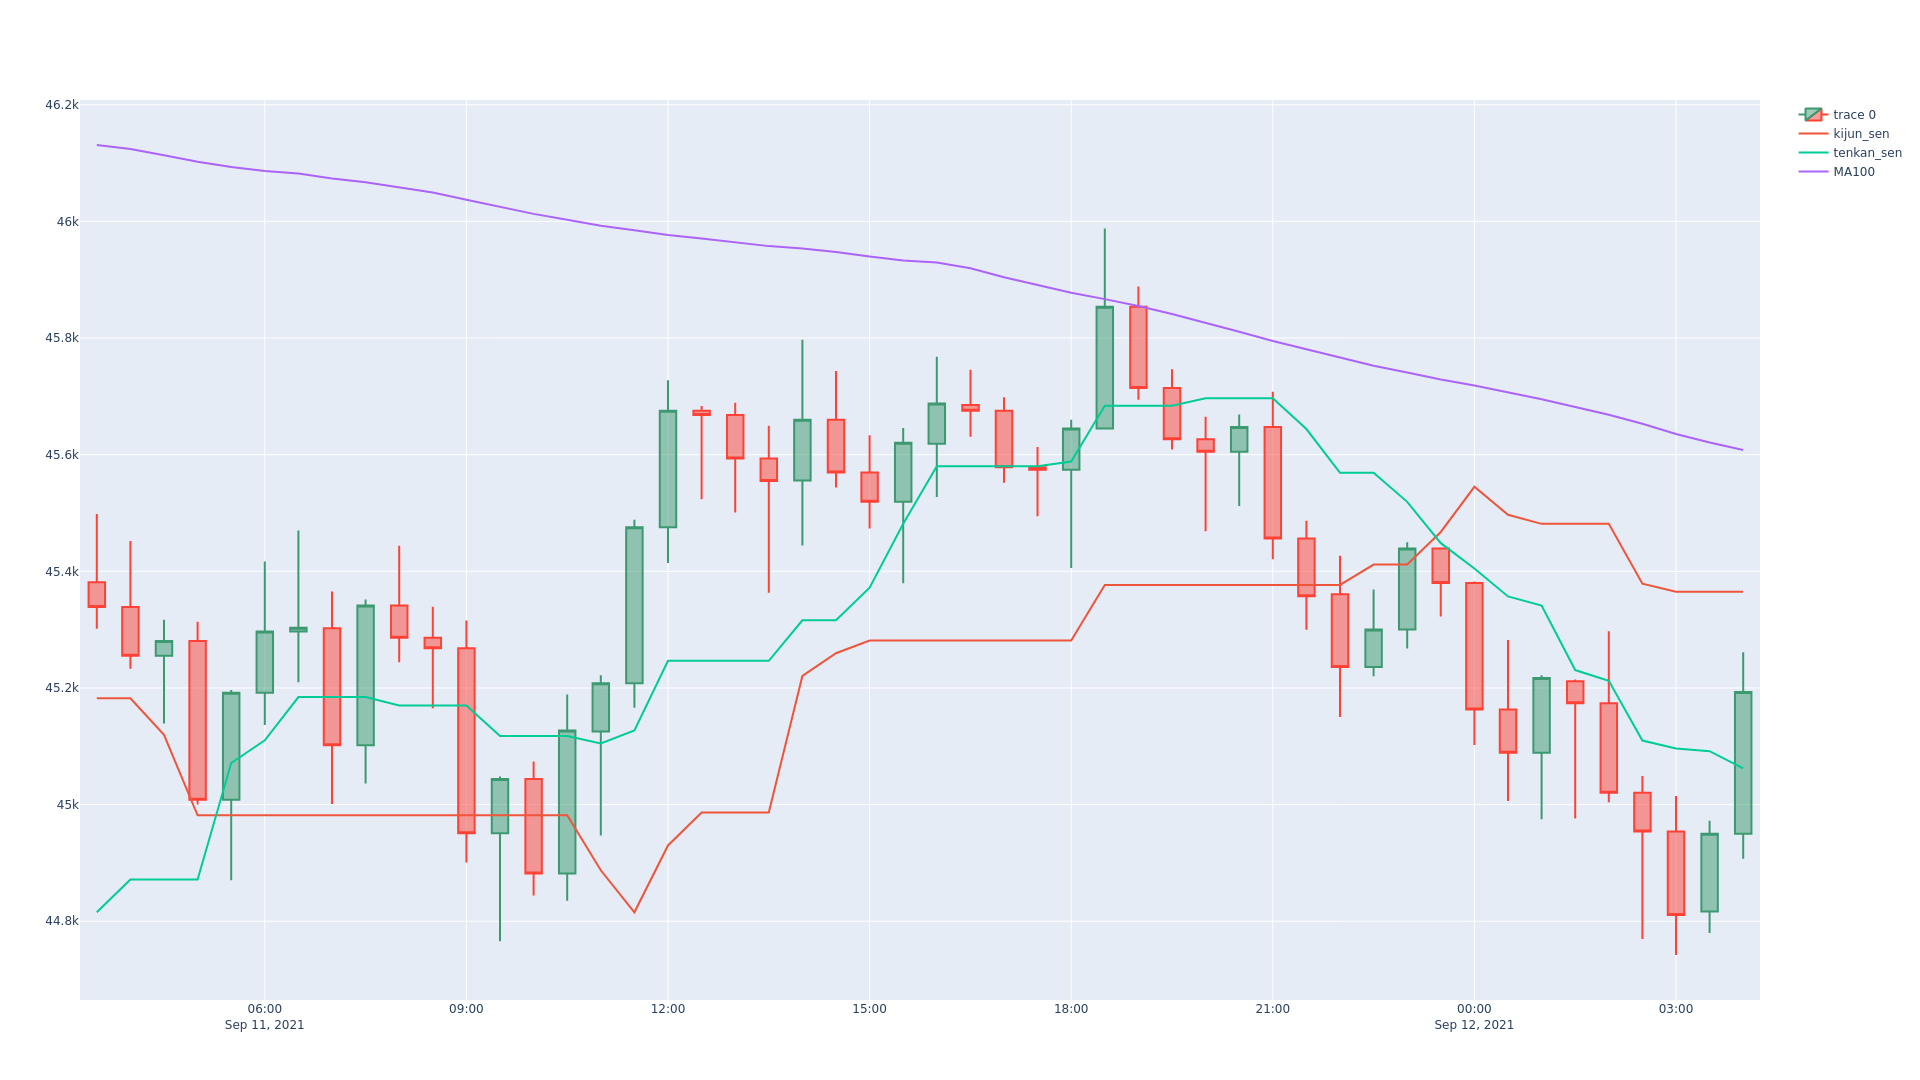 46.2k
46k
45.8k
45.6k
45.4k
45.2k
45k
44.8k
06:00
Sep 11, 2021
09:00
12:00
15:00
18:00
21:00
00:00
Sep 12, 2021
03:00
trace 0
kijun_sen
tenkan_sen
MA100